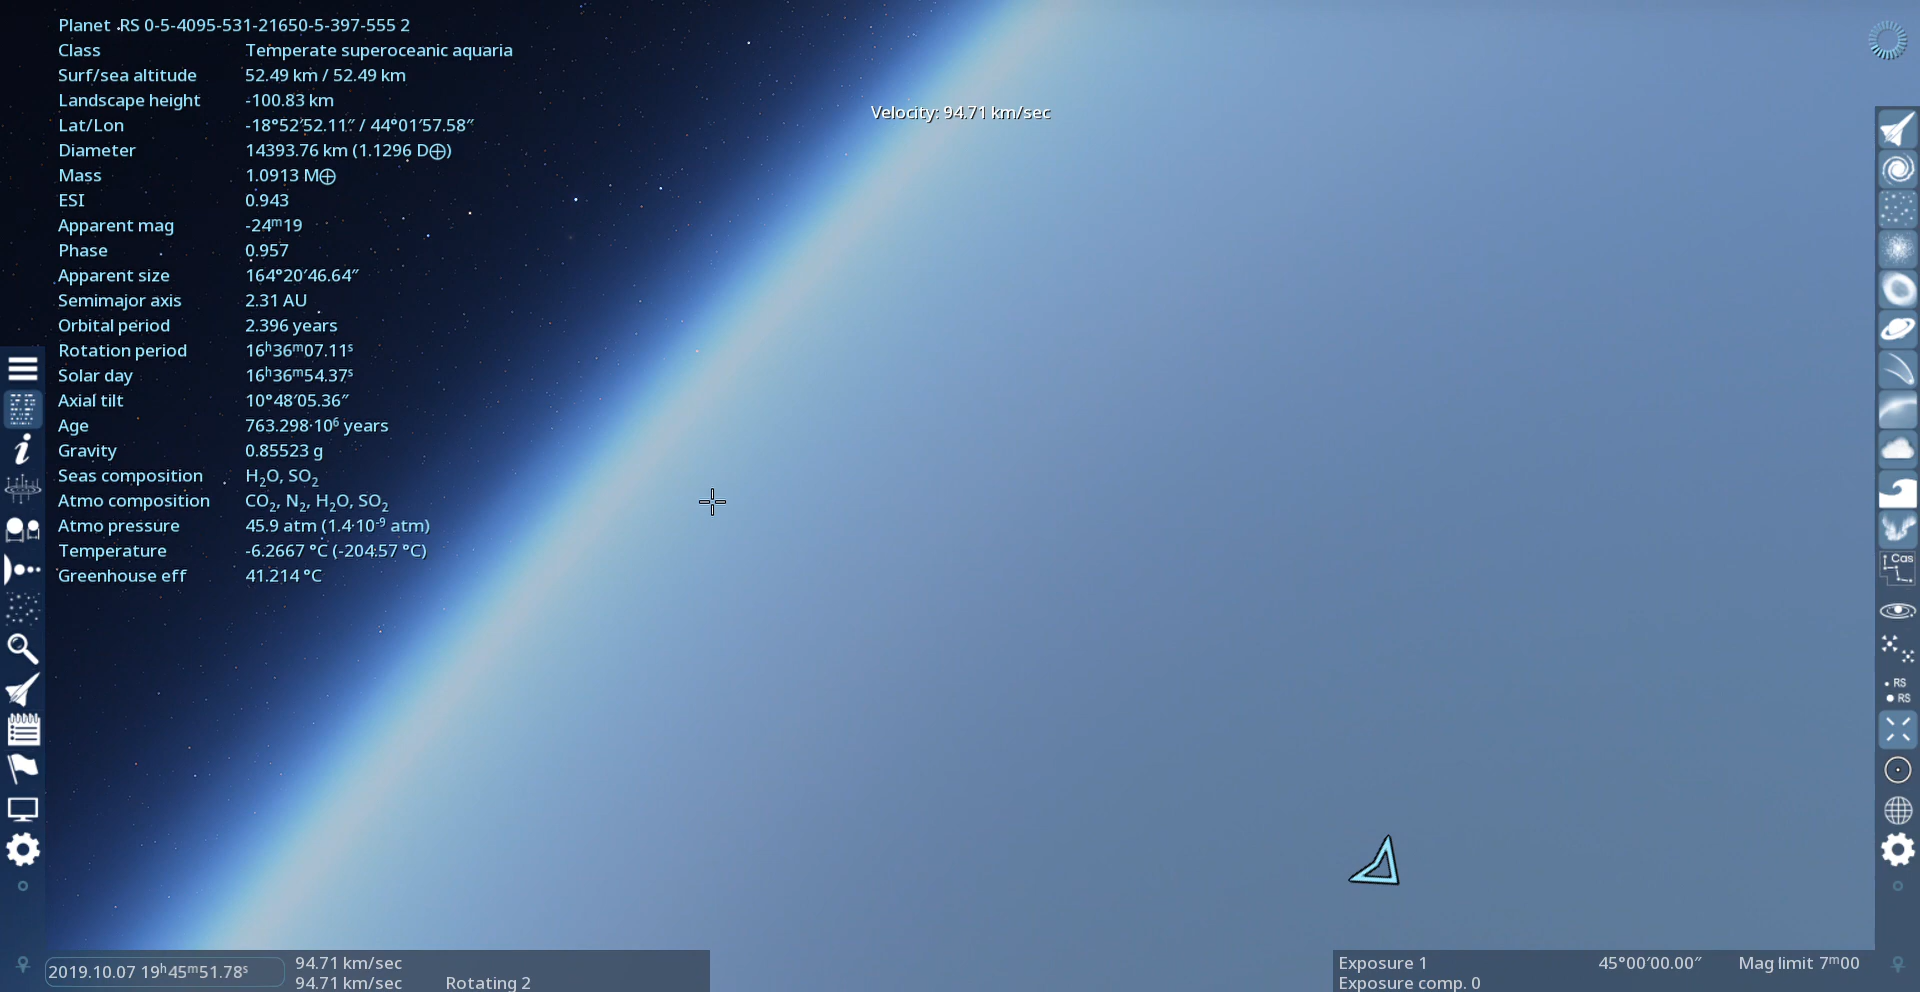 Planet RS 0-5-4095-531-21650-5-397-555 2
Class Temperate superoceanic aquaria
Surf/sea altitude 52.49 km / 52.49 km
Landscape height -100.83 km
Lat/Lon -18°52′52.11″ / 44°01′57.58″
Diameter 14393.76 km (1.1296 D⊕)
Mass 1.0913 M⊕
ESI 0.943
Apparent mag -24ᵐ19
Phase 0.957
Apparent size 164°20′46.64″
Semimajor axis 2.31 AU
Orbital period 2.396 years
Rotation period 16ʰ36ᵐ07.11ˢ
Solar day 16ʰ36ᵐ54.37ˢ
Axial tilt 10°48′05.36″
Age 763.298·10⁶ years
Gravity 0.85523 g
Seas composition H₂O, SO₂
Atmo composition CO₂, N₂, H₂O, SO₂
Atmo pressure 45.9 atm (1.4·10⁻⁹ atm)
Temperature -6.2667 °C (-204.57 °C)
Greenhouse eff 41.214 °C
Velocity: 94.71 km/sec
Cas
RS
RS
2019.10.07 19ʰ45ᵐ51.78ˢ
94.71 km/sec
94.71 km/sec Rotating 2
Exposure 1 45°00′00.00″ Mag limit 7ᵐ00
Exposure comp. 0